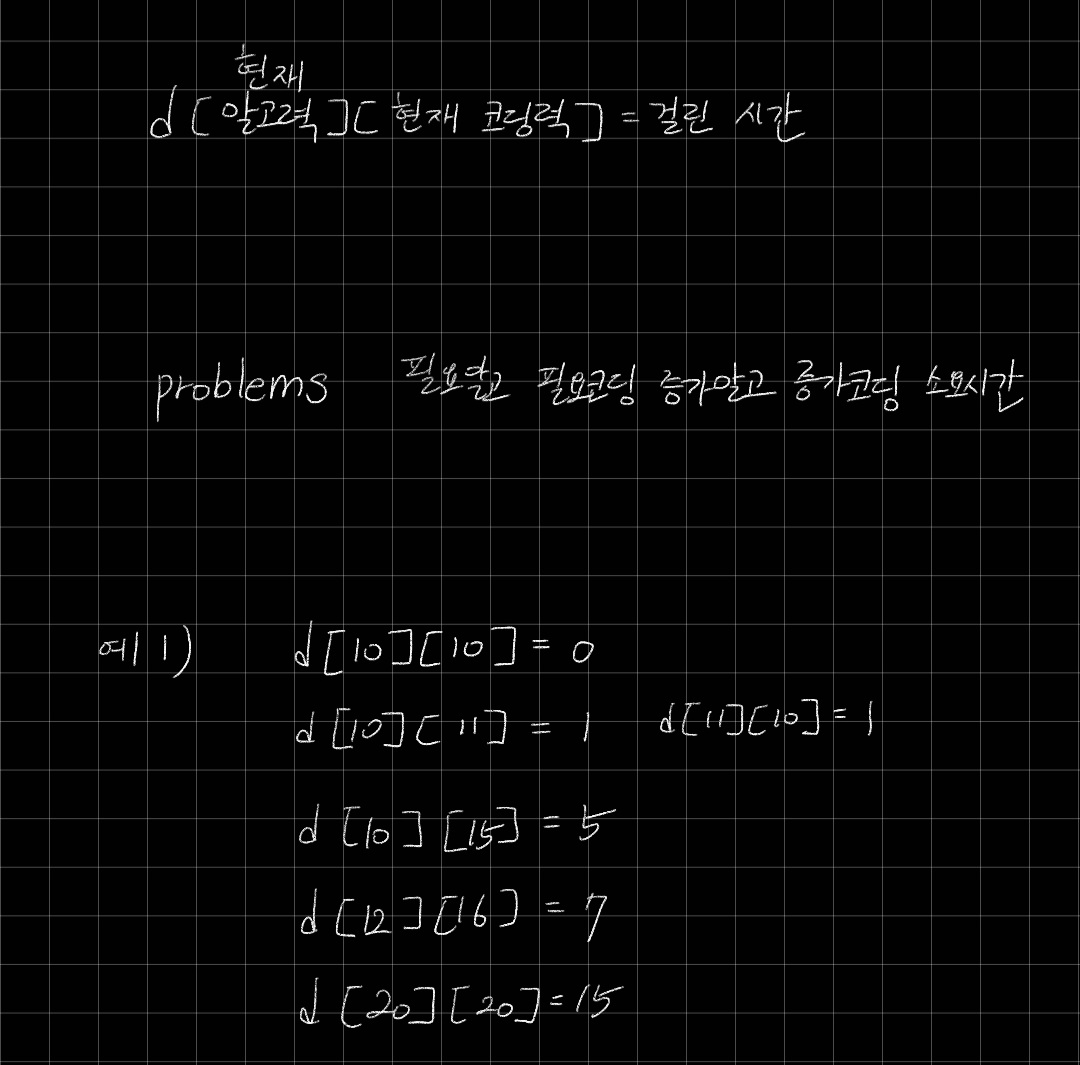 현재
d[알고력][현재 코딩력] = 걸린 시간
problems 필요알고 필요코딩 증가알고 증가코딩 소요시간
예1) d[10][10] = 0
d[10][11] = 1 d[11][10] = 1
d[10][15] = 5
d[12][16] = 7
d[20][20] = 15